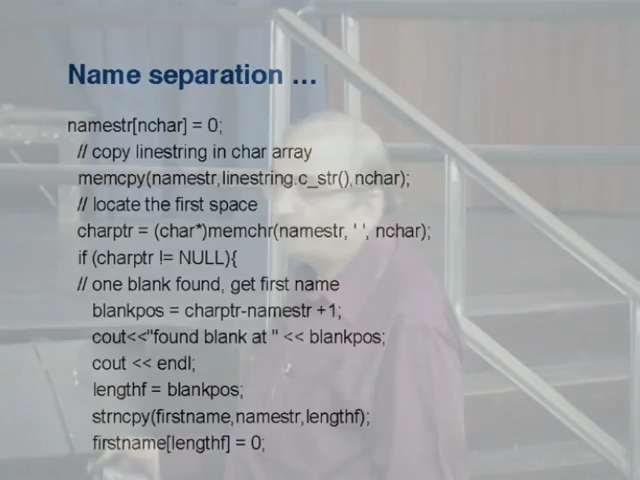 Name separation …
namestr[nchar] = 0;
// copy linestring in char array
memcpy(namestr,linestring.c_str(),nchar);
// locate the first space
charptr = (char*)memchr(namestr, ' ', nchar);
if (charptr != NULL){
// one blank found, get first name
blankpos = charptr-namestr +1;
cout<<"found blank at " << blankpos;
cout << endl;
lengthf = blankpos;
strncpy(firstname,namestr,lengthf);
firstname[lengthf] = 0;